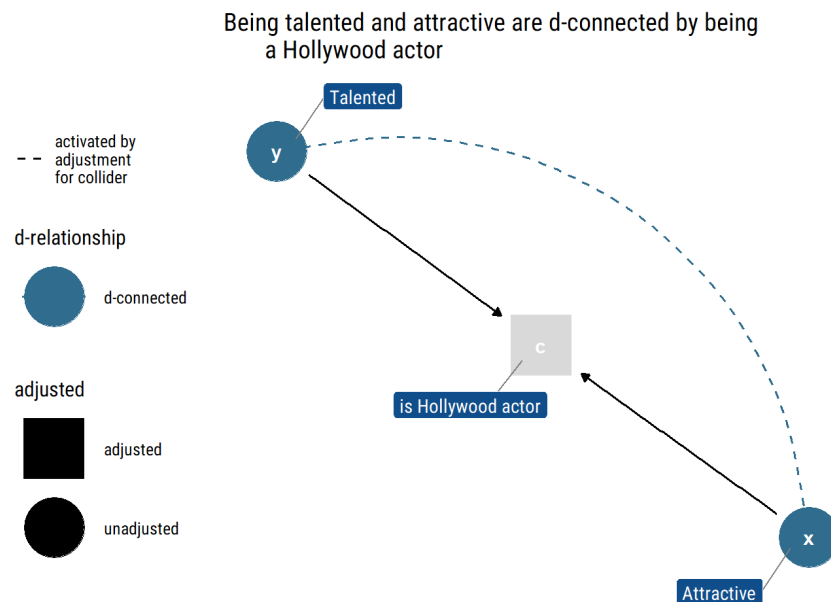 Being talented and attractive are d-connected by being
a Hollywood actor
Talented
activated by
adjustment
for collider
y
d-relationship
d-connected
c
is Hollywood actor
adjusted
adjusted
unadjusted
x
Attractive